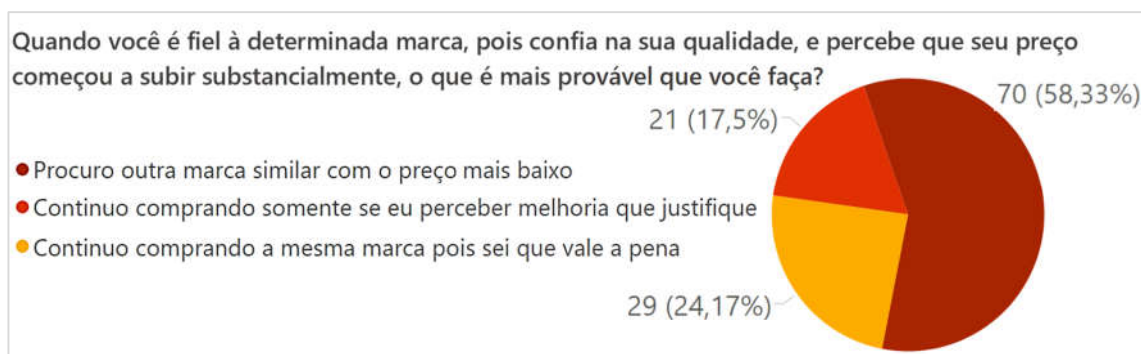 Quando você é fiel à determinada marca, pois confia na sua qualidade, e percebe que seu preço
começou a subir substancialmente, o que é mais provável que você faça?
70 (58,33%)
21 (17,5%)
Procuro outra marca similar com o preço mais baixo
Continuo comprando somente se eu perceber melhoria que justifique
Continuo comprando a mesma marca pois sei que vale a pena
29 (24,17%)